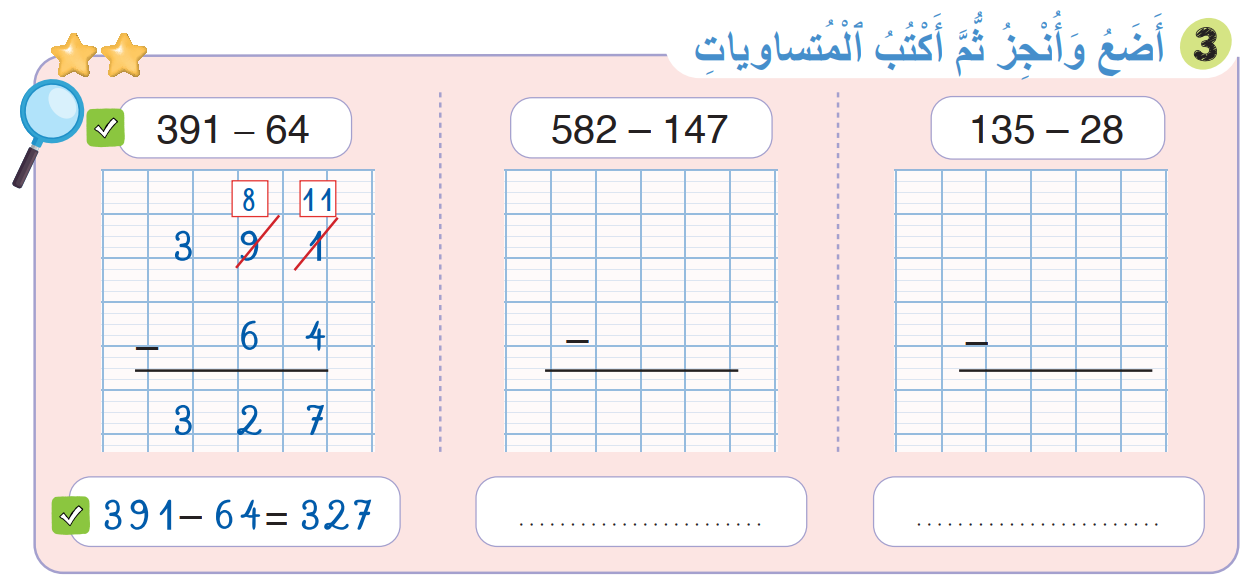 3 أَضَعُ وَأُنْجِزُ ثُمَّ أَكْتُبُ ٱلْمُتساوِياتِ
391 – 64
582 – 147
135 – 28
8 11
3 9 1
– 6 4
3 2 7
–
–
391 – 64 = 327
........................
........................